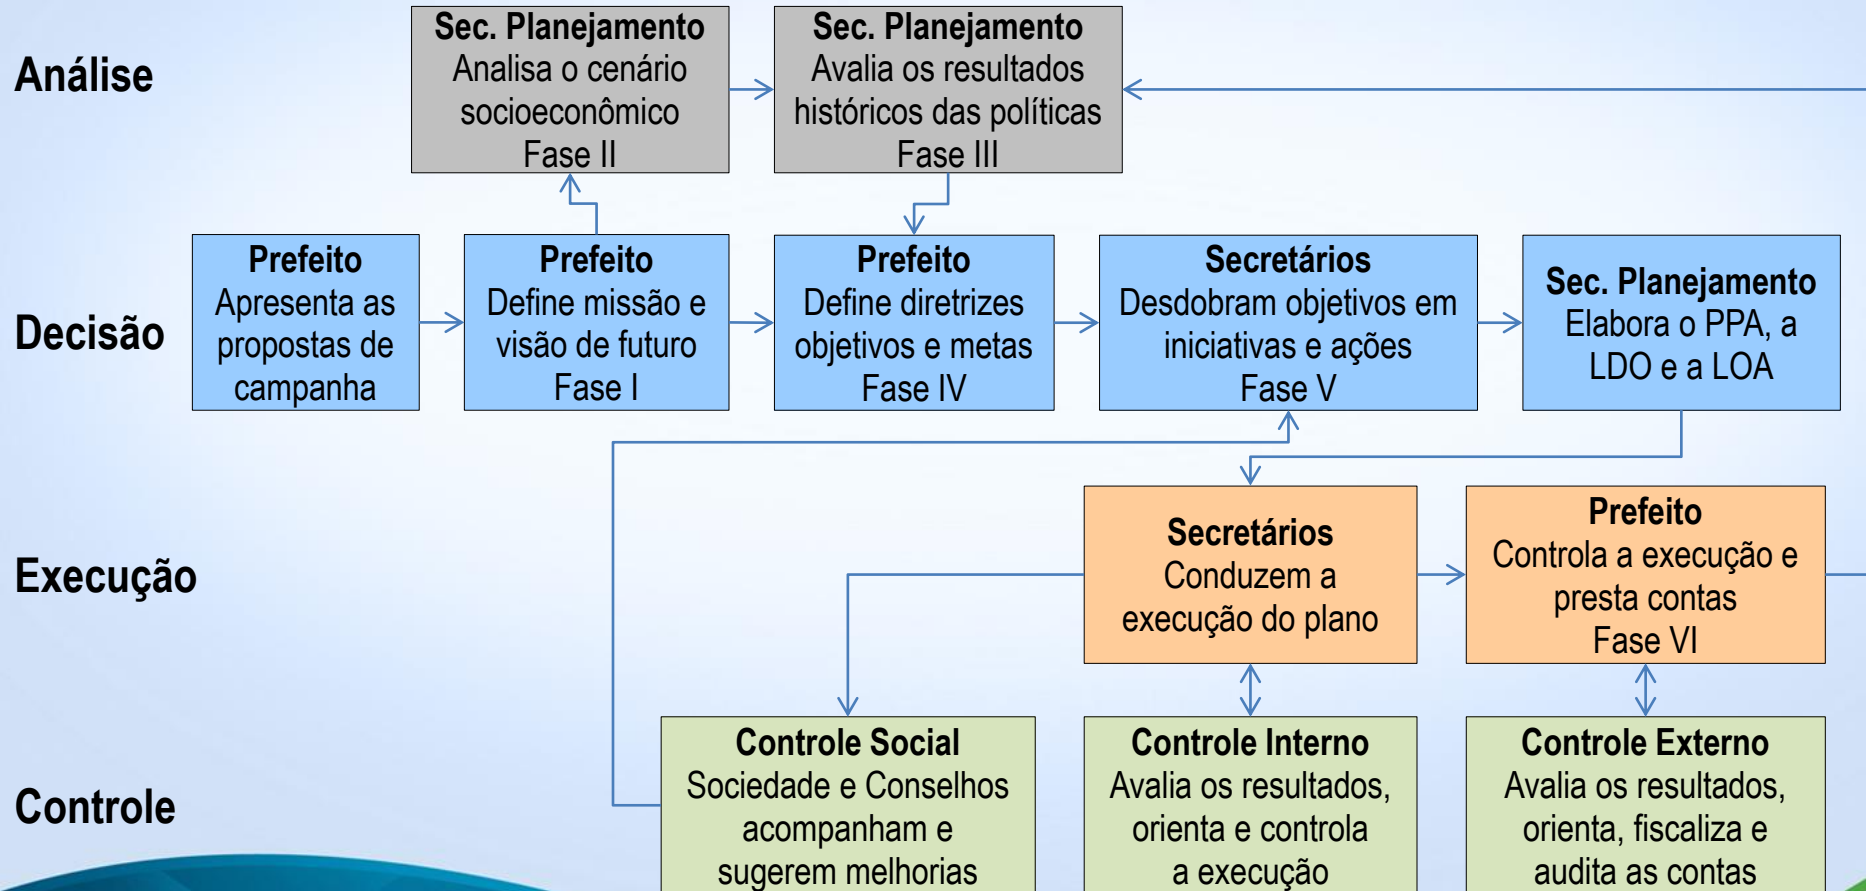 Análise
Sec. Planejamento
Analisa o cenário
socioeconômico
Fase II
Sec. Planejamento
Avalia os resultados
históricos das políticas
Fase III
Decisão
Prefeito
Apresenta as
propostas de
campanha
Prefeito
Define missão e
visão de futuro
Fase I
Prefeito
Define diretrizes
objetivos e metas
Fase IV
Secretários
Desdobram objetivos em
iniciativas e ações
Fase V
Sec. Planejamento
Elabora o PPA, a
LDO e a LOA
Execução
Secretários
Conduzem a
execução do plano
Prefeito
Controla a execução e
presta contas
Fase VI
Controle
Controle Social
Sociedade e Conselhos
acompanham e
sugerem melhorias
Controle Interno
Avalia os resultados,
orienta e controla
a execução
Controle Externo
Avalia os resultados,
orienta, fiscaliza e
audita as contas